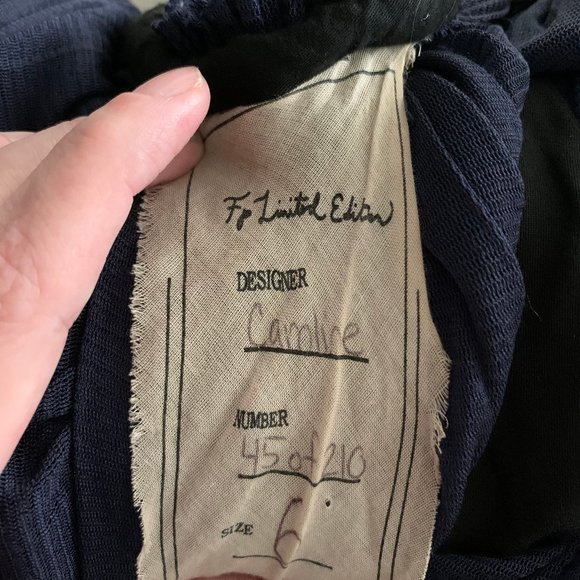 Fp Limited Edition
DESIGNER
Caroline
NUMBER
45 of 210
SIZE 6